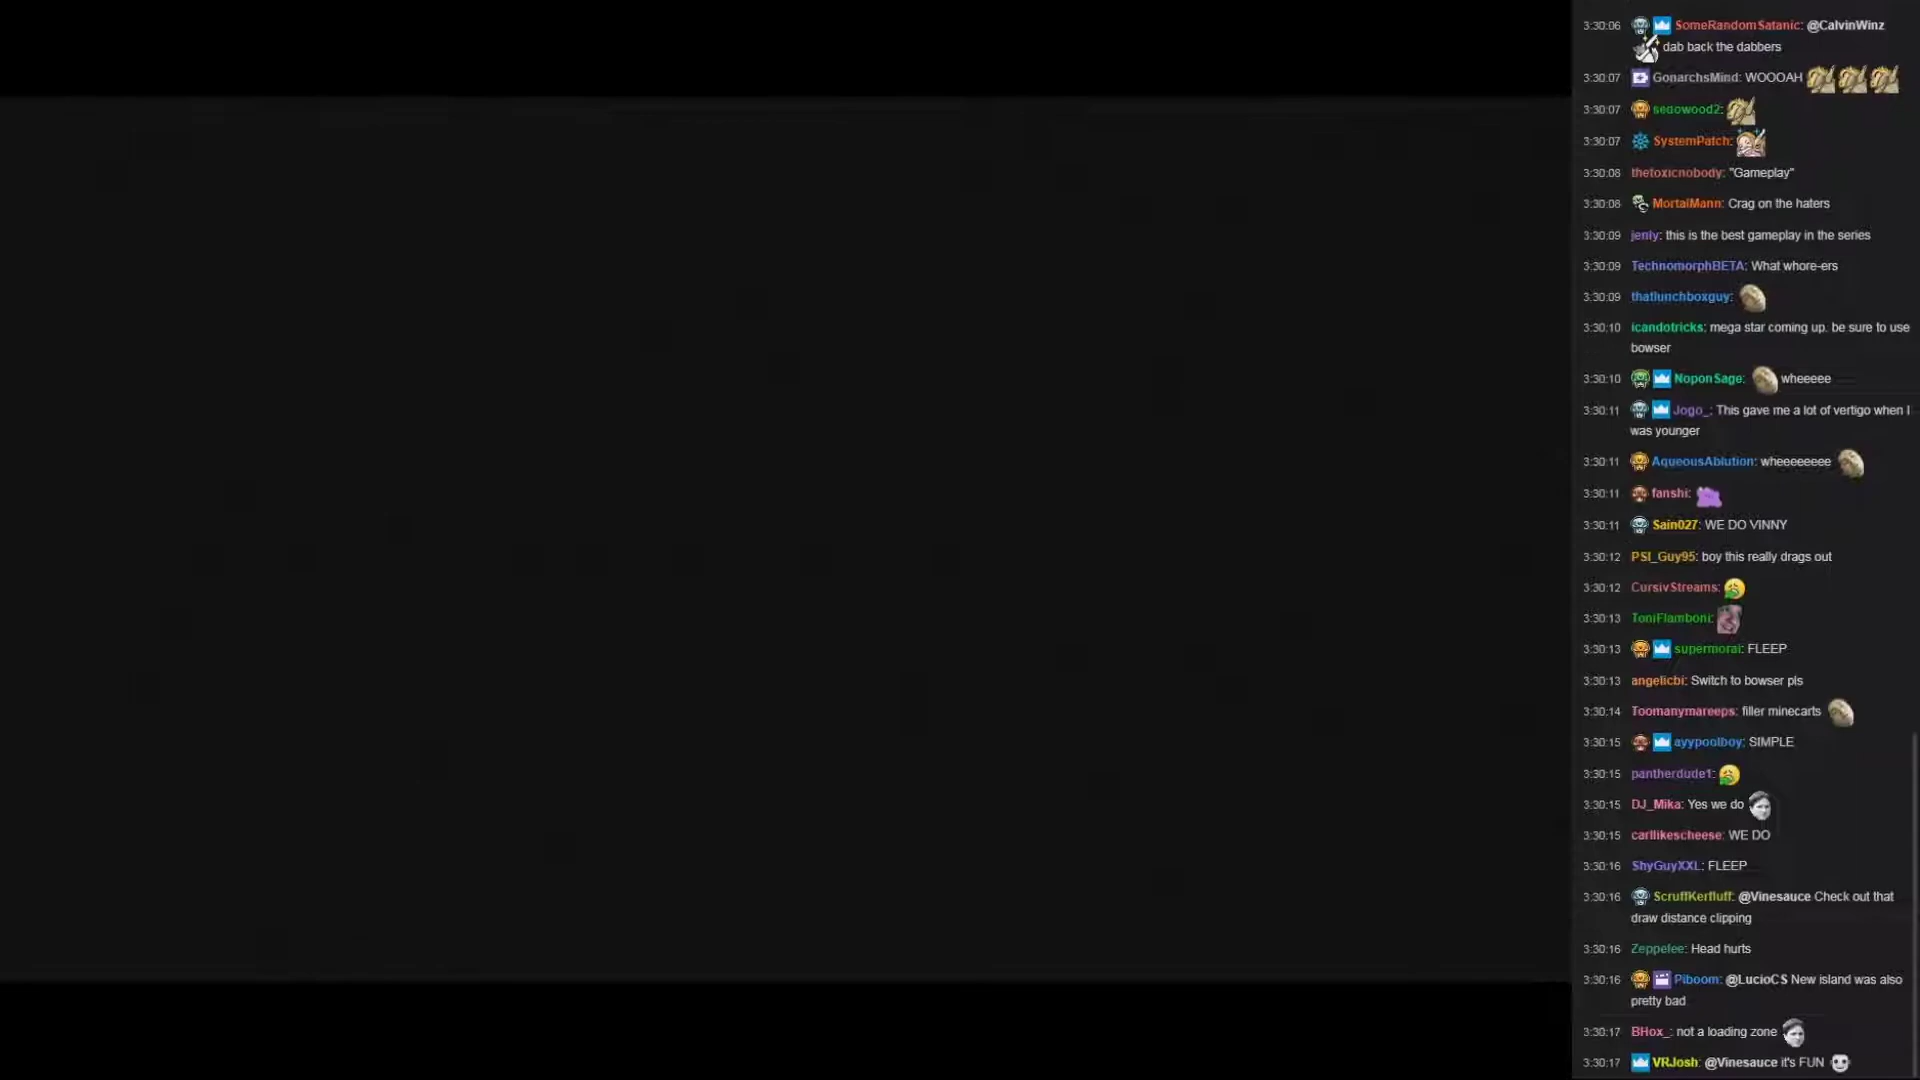 3:30:06 SomeRandomSatanic: @CalvinWinz
dab back the dabbers
3:30:07 GonarchsMind: WOOOAH
3:30:07 sedowood2:
3:30:07 SystemPatch:
3:30:08 thetoxicnobody: "Gameplay"
3:30:08 MortalMann: Crag on the haters
3:30:09 jenly: this is the best gameplay in the series
3:30:09 TechnomorphBETA: What whore-ers
3:30:09 thatlunchboxguy:
3:30:10 icandotricks: mega star coming up. be sure to use
bowser
3:30:10 NoponSage: wheeeee
3:30:11 Jogo_: This gave me a lot of vertigo when I
was younger
3:30:11 AqueousAblution: wheeeeeeee
3:30:11 fanshi:
3:30:11 Sain027: WE DO VINNY
3:30:12 PSI_Guy95: boy this really drags out
3:30:12 CursivStreams:
3:30:13 ToniFlamboni:
3:30:13 supermorai: FLEEP
3:30:13 angelicbi: Switch to bowser pls
3:30:14 Toomanymareeps: filler minecarts
3:30:15 ayypoolboy: SIMPLE
3:30:15 pantherdude1:
3:30:15 DJ_Mika: Yes we do
3:30:15 carllikescheese: WE DO
3:30:16 ShyGuyXXL: FLEEP
3:30:16 ScruffKerfluff: @Vinesauce Check out that
draw distance clipping
3:30:16 Zeppelee: Head hurts
3:30:16 Piboom: @LucioCS New island was also
pretty bad
3:30:17 BHox_: not a loading zone
3:30:17 VRJosh: @Vinesauce it's FUN